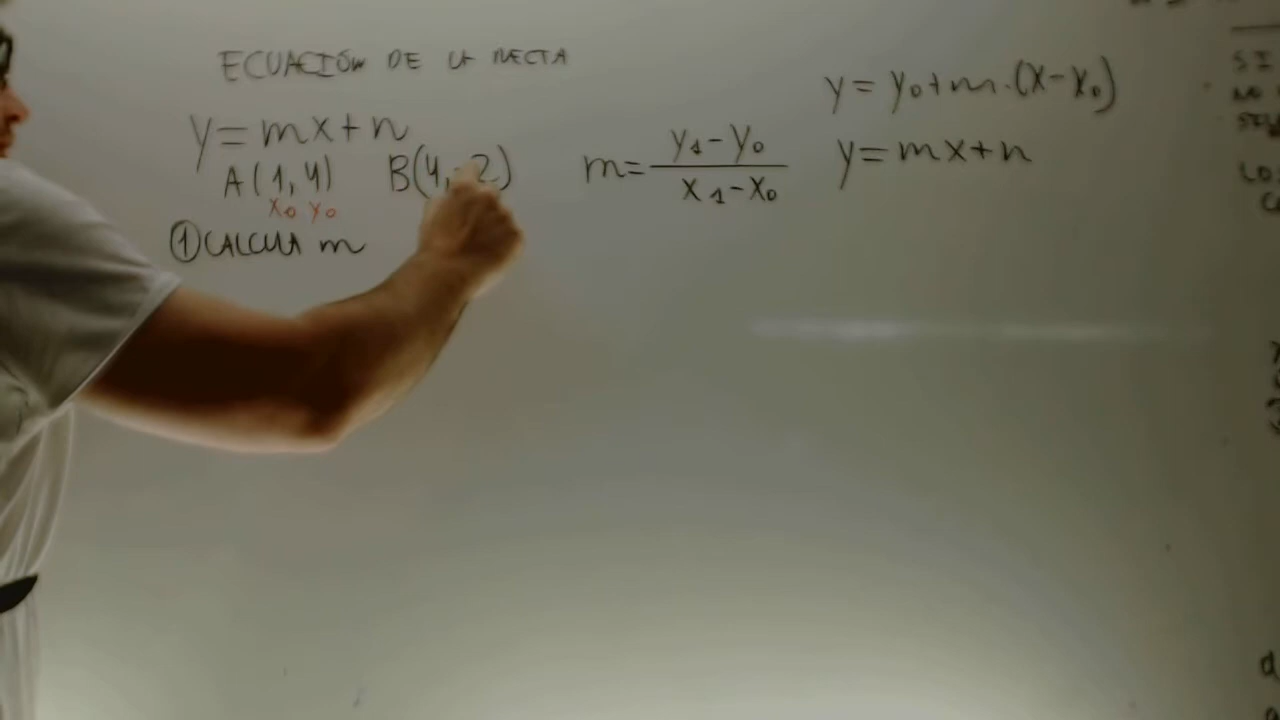 ECUACIÓN DE LA RECTA
y = mx + n
A(1, 4) B(4, -2)
x₀ y₀
① CALCULA m
m = (y₁ - y₀) / (x₁ - x₀)
y = y₀ + m · (x - x₀)
y = mx + n
SI